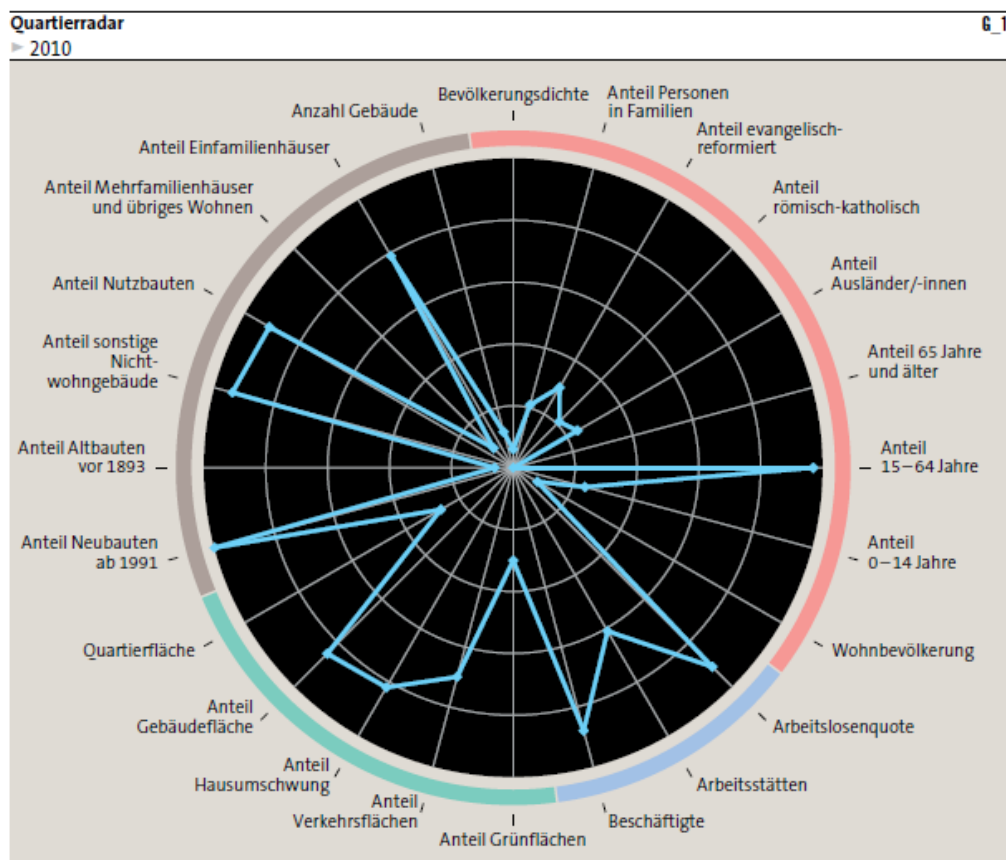 Quartierradar
G_1
2010
Bevölkerungsdichte
Anteil Personen
in Familien
Anteil evangelisch-
reformiert
Anteil
römisch-katholisch
Anteil
Ausländer/-innen
Anteil 65 Jahre
und älter
Anteil
15–64 Jahre
Anteil
0–14 Jahre
Wohnbevölkerung
Arbeitslosenquote
Arbeitsstätten
Beschäftigte
Anteil Grünflächen
Anteil
Verkehrsflächen
Anteil
Hausumschwung
Anteil
Gebäudefläche
Quartierfläche
Anteil Neubauten
ab 1991
Anteil Altbauten
vor 1893
Anteil sonstige
Nicht-
wohngebäude
Anteil Nutzbauten
Anteil Mehrfamilienhäuser
und übriges Wohnen
Anteil Einfamilienhäuser
Anzahl Gebäude